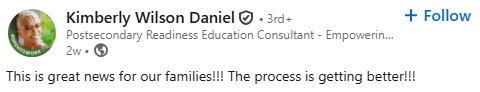 Kimberly Wilson Daniel • 3rd+
+ Follow
Postsecondary Readiness Education Consultant - Empowerin...
2w •
This is great news for our families!!! The process is getting better!!!